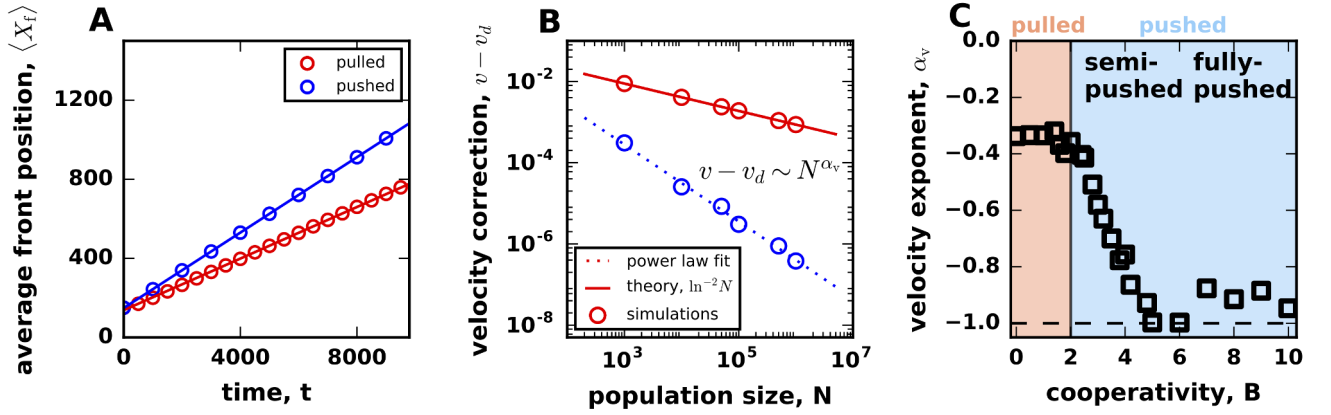 A
average front position, ⟨X_f⟩
1200
800
400
0
pulled
pushed
0
4000
8000
time, t
B
velocity correction, v − v_d
10^−2
10^−4
10^−6
10^−8
v − v_d ∼ N^{α_v}
power law fit
theory, ln^−2 N
simulations
10^3
10^5
10^7
population size, N
C
pulled
pushed
velocity exponent, α_v
0.0
−0.2
−0.4
−0.6
−0.8
−1.0
semi-
pushed
fully-
pushed
0
2
4
6
8
10
cooperativity, B